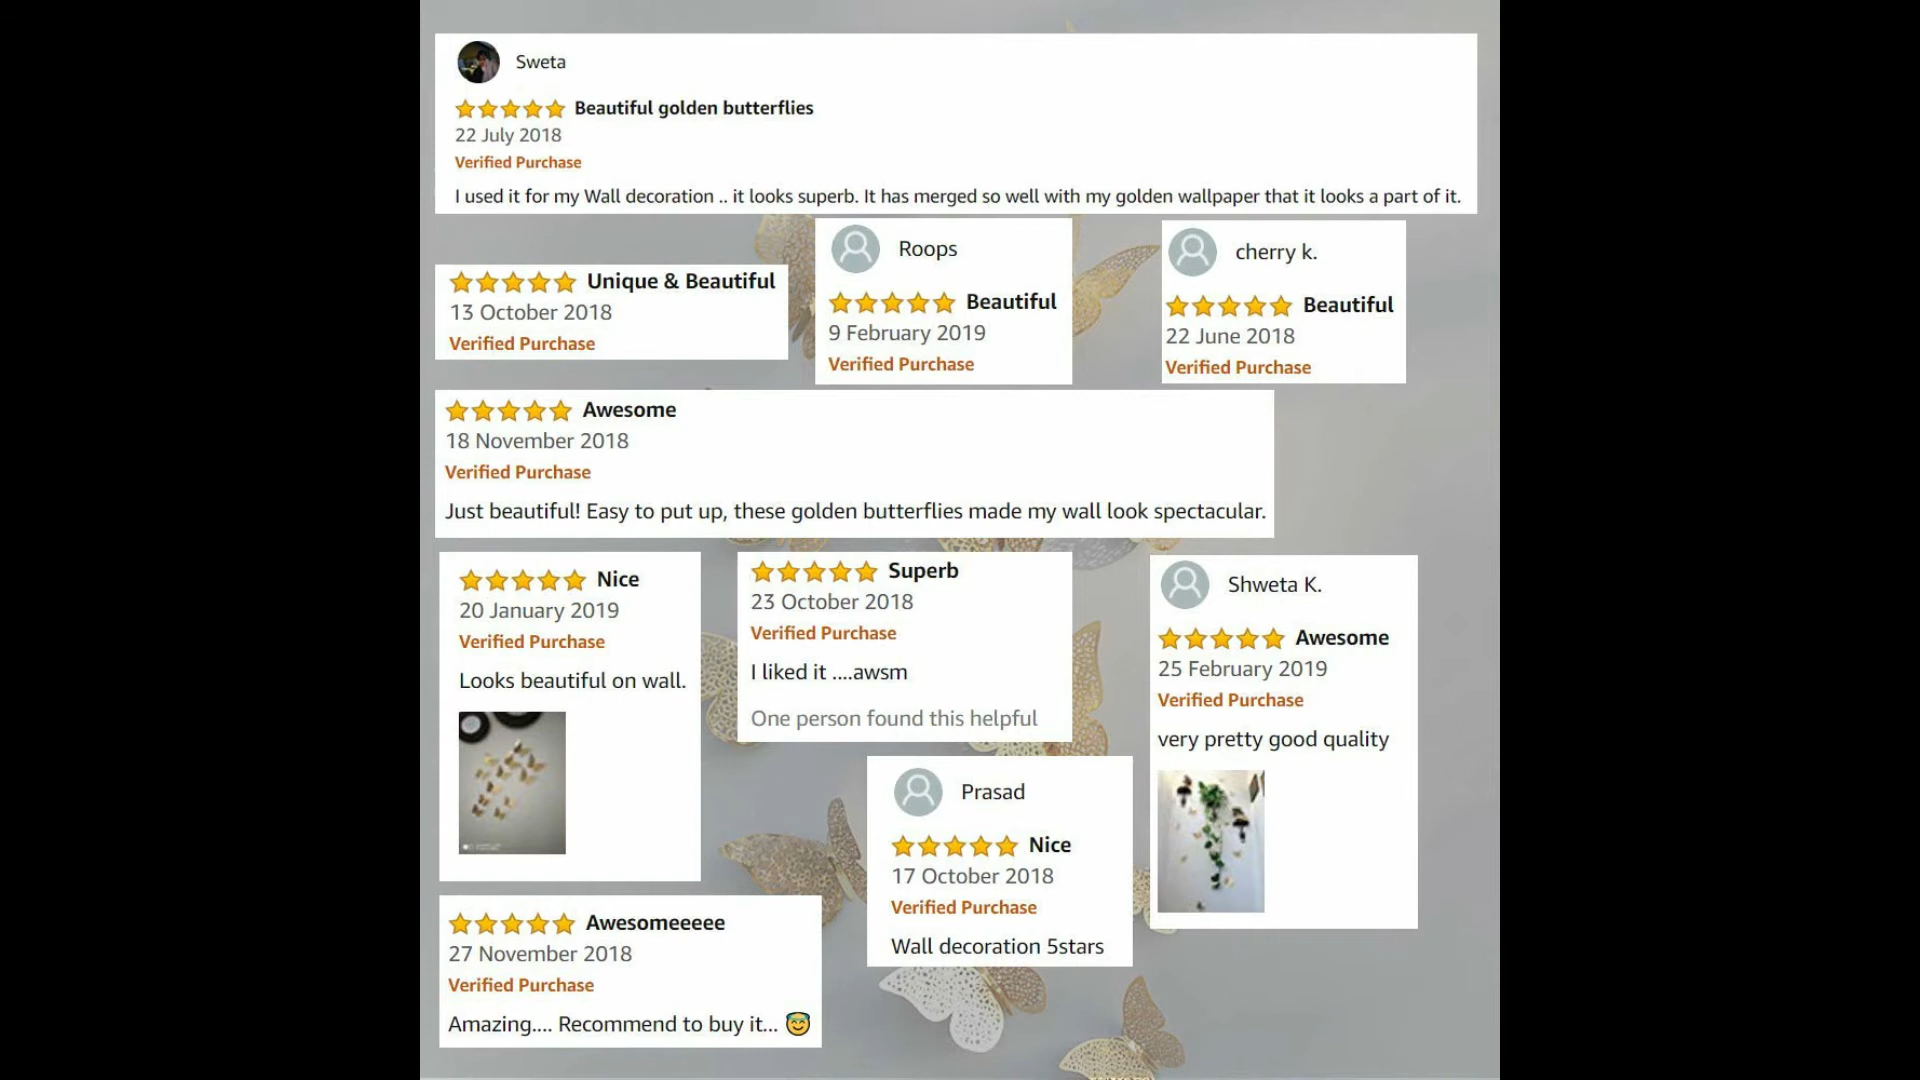 Sweta
Beautiful golden butterflies
22 July 2018
Verified Purchase
I used it for my Wall decoration .. it looks superb. It has merged so well with my golden wallpaper that it looks a part of it.
Unique & Beautiful
13 October 2018
Verified Purchase
Roops
Beautiful
9 February 2019
Verified Purchase
cherry k.
Beautiful
22 June 2018
Verified Purchase
Awesome
18 November 2018
Verified Purchase
Just beautiful! Easy to put up, these golden butterflies made my wall look spectacular.
Nice
20 January 2019
Verified Purchase
Looks beautiful on wall.
Superb
23 October 2018
Verified Purchase
I liked it ....awsm
One person found this helpful
Shweta K.
Awesome
25 February 2019
Verified Purchase
very pretty good quality
Prasad
Nice
17 October 2018
Verified Purchase
Wall decoration 5stars
Awesomeeeee
27 November 2018
Verified Purchase
Amazing.... Recommend to buy it... 😇